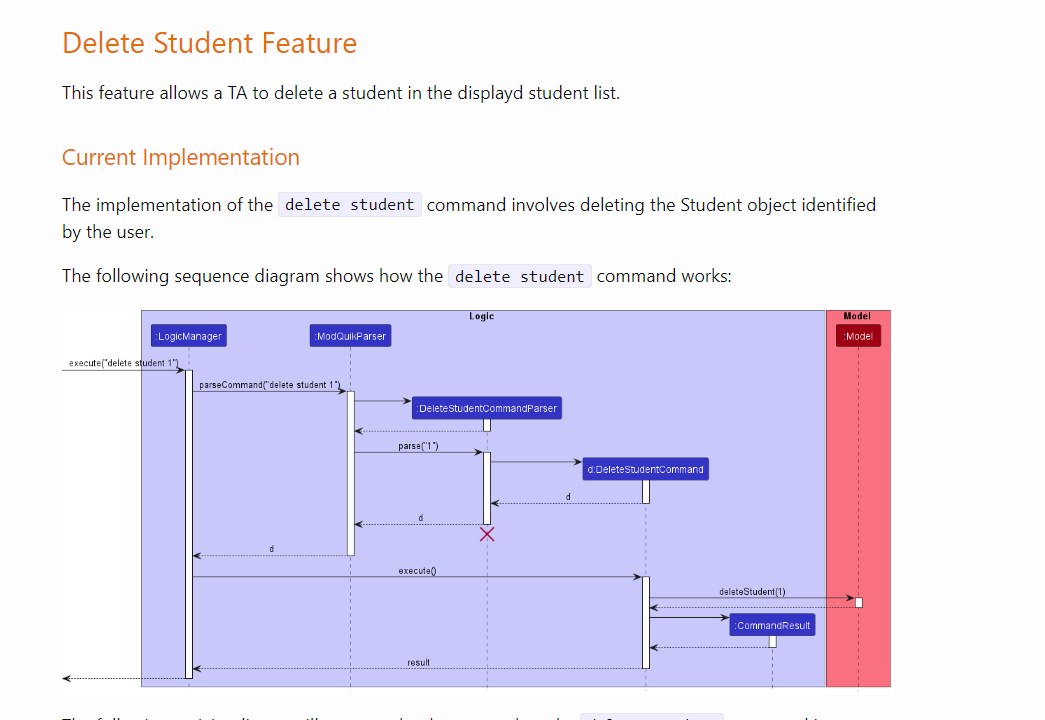 Delete Student Feature
This feature allows a TA to delete a student in the displayd student list.
Current Implementation
The implementation of the delete student command involves deleting the Student object identified
by the user.
The following sequence diagram shows how the delete student command works:
Logic
Model
:LogicManager
:ModQuikParser
:Model
execute("delete student 1")
parseCommand("delete student 1")
:DeleteStudentCommandParser
parse("1")
d:DeleteStudentCommand
d
d
d
execute()
deleteStudent(1)
:CommandResult
result